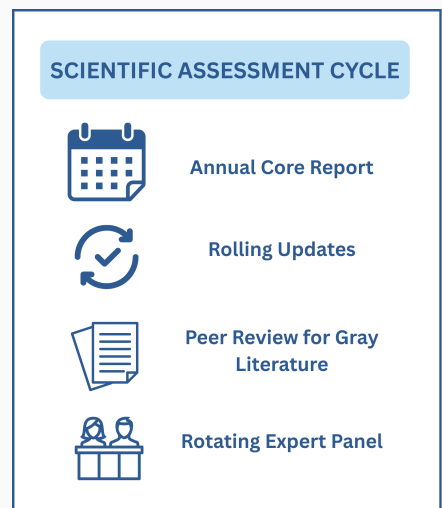 SCIENTIFIC ASSESSMENT CYCLE
Annual Core Report
Rolling Updates
Peer Review for Gray
Literature
Rotating Expert Panel